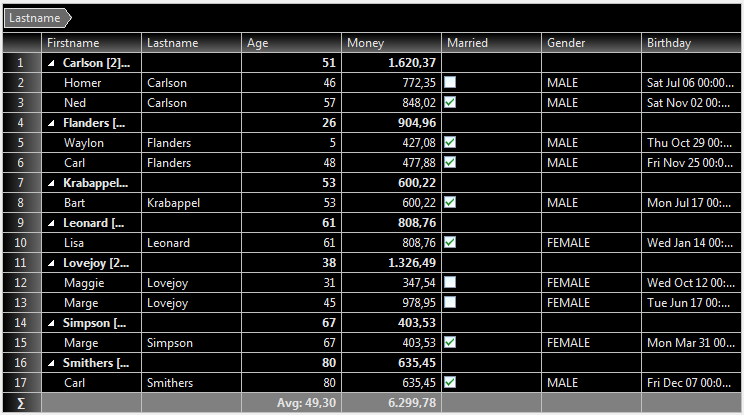 Lastname
Firstname Lastname Age Money Married Gender Birthday
1 Carlson [2]... 51 1.620,37
2 Homer Carlson 46 772,35 MALE Sat Jul 06 00:00...
3 Ned Carlson 57 848,02 MALE Sat Nov 02 00:...
4 Flanders [... 26 904,96
5 Waylon Flanders 5 427,08 MALE Thu Oct 29 00:...
6 Carl Flanders 48 477,88 MALE Fri Nov 25 00:0...
7 Krabappel... 53 600,22
8 Bart Krabappel 53 600,22 MALE Mon Jul 17 00:...
9 Leonard [... 61 808,76
10 Lisa Leonard 61 808,76 FEMALE Wed Jan 14 00:...
11 Lovejoy [2... 38 1.326,49
12 Maggie Lovejoy 31 347,54 FEMALE Wed Oct 12 00:...
13 Marge Lovejoy 45 978,95 FEMALE Tue Jun 17 00:...
14 Simpson [... 67 403,53
15 Marge Simpson 67 403,53 FEMALE Mon Mar 31 00:...
16 Smithers [... 80 635,45
17 Carl Smithers 80 635,45 MALE Fri Dec 07 00:0...
∑ Avg: 49,30 6.299,78